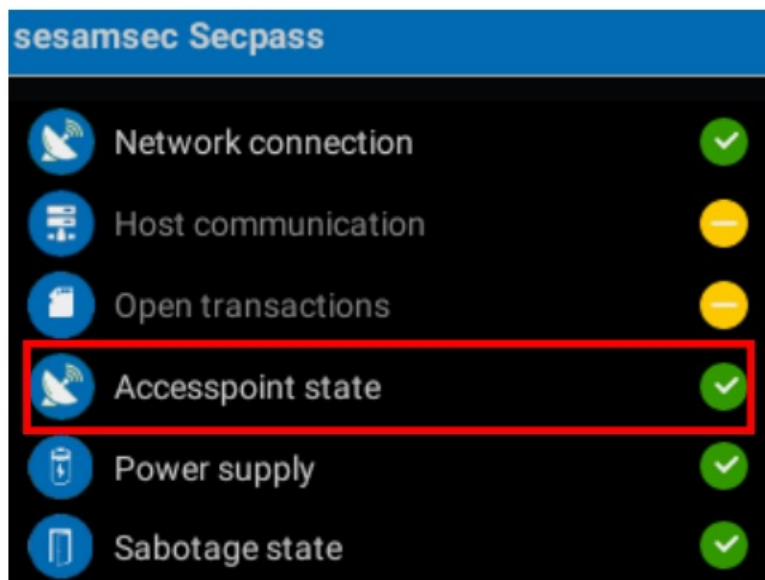 sesamsec Secpass
Network connection
Host communication
Open transactions
Accesspoint state
Power supply
Sabotage state